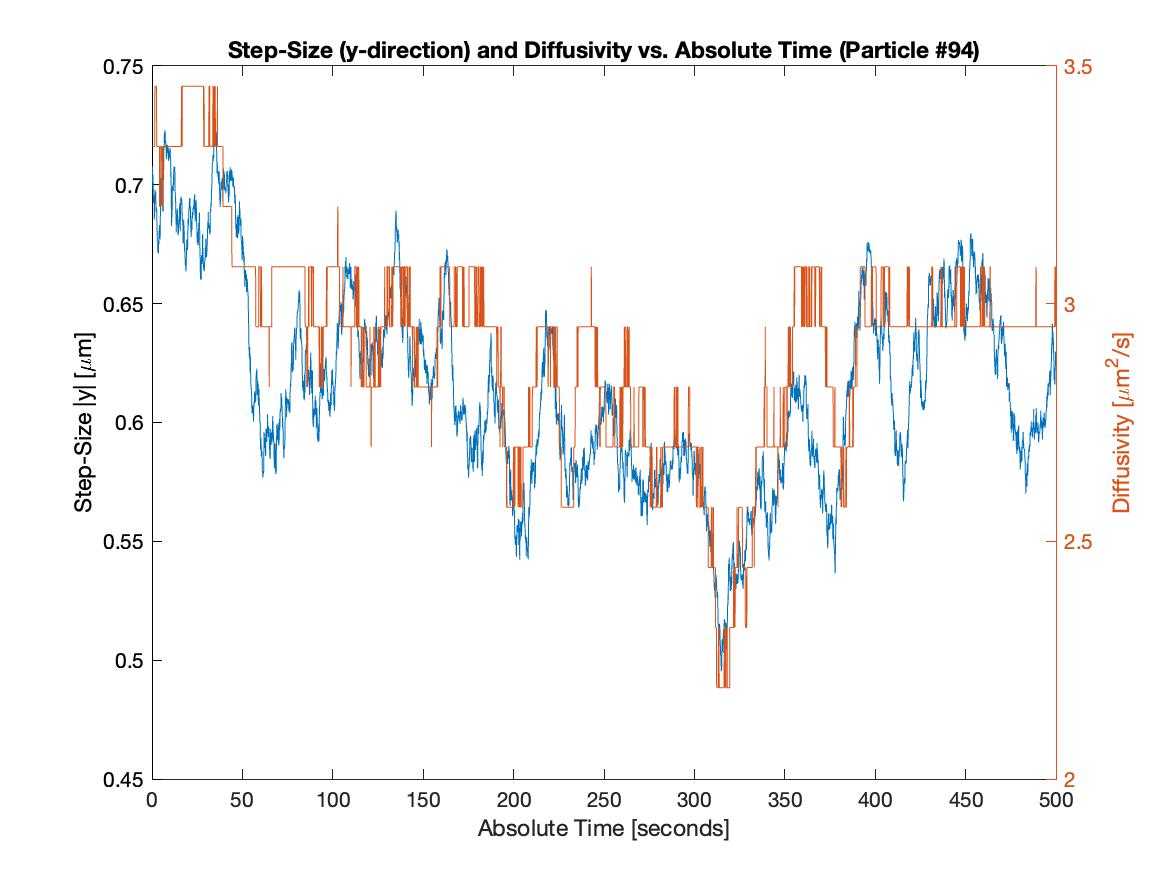 Step-Size (y-direction) and Diffusivity vs. Absolute Time (Particle #94)
0.75
0.7
0.65
0.6
0.55
0.5
0.45
Step-Size |y| [μm]
3.5
3
2.5
2
Diffusivity [μm²/s]
0 50 100 150 200 250 300 350 400 450 500
Absolute Time [seconds]